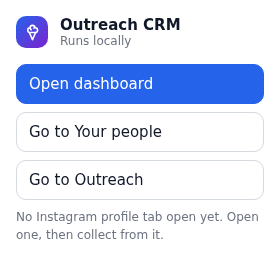 Outreach CRM
Runs locally
Open dashboard
Go to Your people
Go to Outreach
No Instagram profile tab open yet. Open
one, then collect from it.